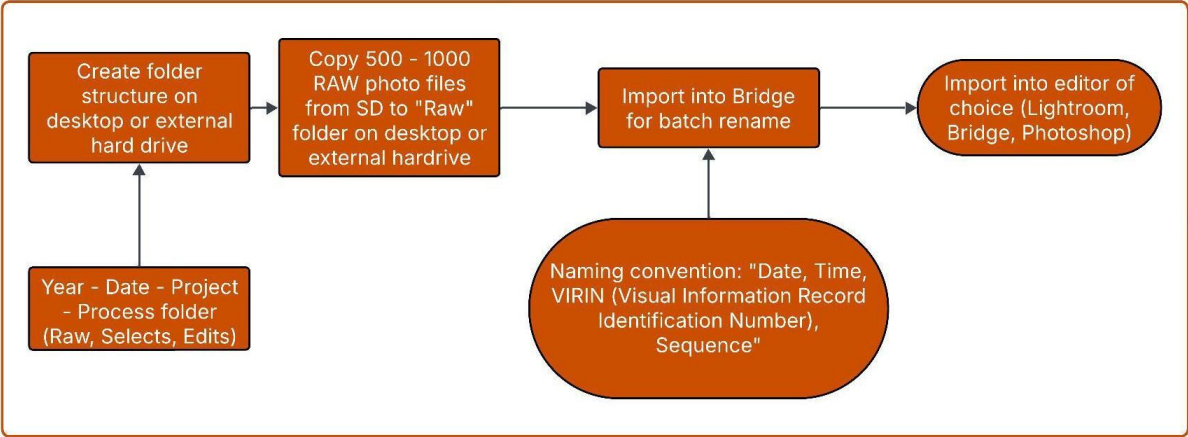 Create folder
structure on
desktop or external
hard drive
Copy 500 - 1000
RAW photo files
from SD to "Raw"
folder on desktop or
external hardrive
Import into Bridge
for batch rename
Import into editor of
choice (Lightroom,
Bridge, Photoshop)
Year - Date - Project
- Process folder
(Raw, Selects, Edits)
Naming convention: "Date, Time,
VIRIN (Visual Information Record
Identification Number),
Sequence"